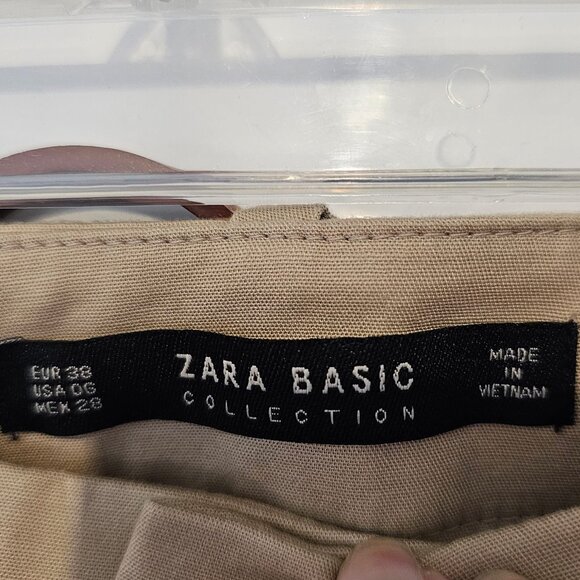 EUR 38
USA 06
MEX 28
ZARA BASIC
COLLECTION
MADE
IN
VIETNAM